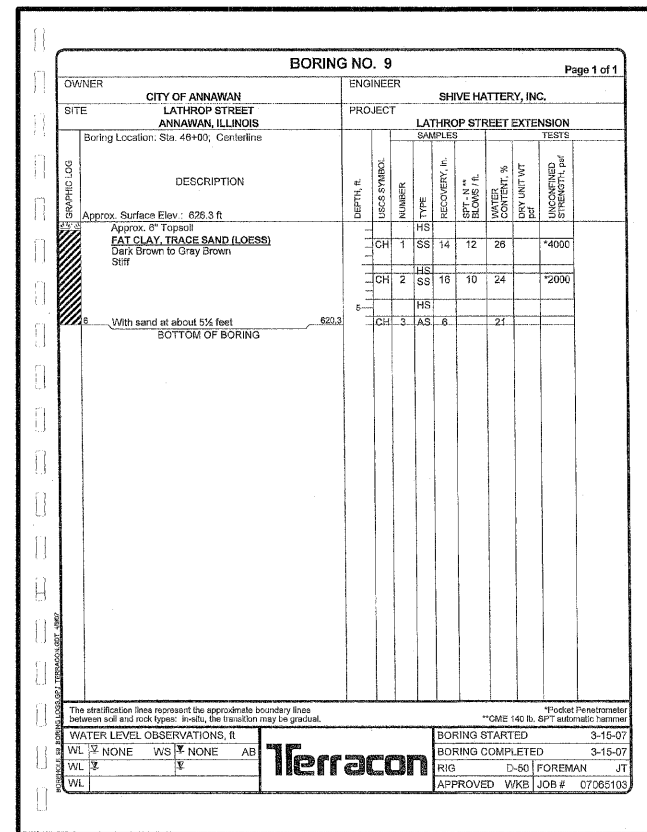 BORING NO. 9
Page 1 of 1
OWNER
CITY OF ANNAWAN
ENGINEER
SHIVE HATTERY, INC.
SITE LATHROP STREET
ANNAWAN, ILLINOIS
PROJECT
LATHROP STREET EXTENSION
Boring Location: Sta. 46+00; Centerline
SAMPLES TESTS
GRAPHIC LOG
DESCRIPTION
DEPTH, ft.
USCS SYMBOL
NUMBER
TYPE
RECOVERY, in.
SPT - N ** BLOWS / ft.
WATER CONTENT, %
DRY UNIT WT pcf
UNCONFINED STRENGTH, psf
Approx. Surface Elev.: 626.3 ft
Approx. 6" Topsoil HS
FAT CLAY, TRACE SAND (LOESS) CH 1 SS 14 12 26 *4000
Dark Brown to Gray Brown
Stiff HS
CH 2 SS 16 10 24 *2000
5 HS
6 With sand at about 5½ feet 620.3 CH 3 AS 6 21
BOTTOM OF BORING
The stratification lines represent the approximate boundary lines
between soil and rock types: in-situ, the transition may be gradual.
*Pocket Penetrometer
**CME 140 lb. SPT automatic hammer
WATER LEVEL OBSERVATIONS, ft
WL NONE WS NONE AB
WL
WL
Terracon
BORING STARTED 3-15-07
BORING COMPLETED 3-15-07
RIG D-50 FOREMAN JT
APPROVED WKB JOB # 07065103